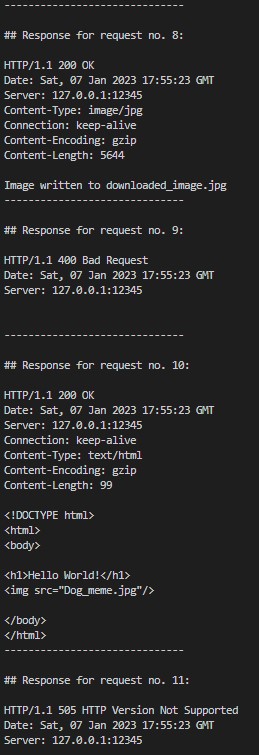 ------------------------------
## Response for request no. 8:
HTTP/1.1 200 OK
Date: Sat, 07 Jan 2023 17:55:23 GMT
Server: 127.0.0.1:12345
Content-Type: image/jpg
Connection: keep-alive
Content-Encoding: gzip
Content-Length: 5644
Image written to downloaded_image.jpg
------------------------------
## Response for request no. 9:
HTTP/1.1 400 Bad Request
Date: Sat, 07 Jan 2023 17:55:23 GMT
Server: 127.0.0.1:12345
------------------------------
## Response for request no. 10:
HTTP/1.1 200 OK
Date: Sat, 07 Jan 2023 17:55:23 GMT
Server: 127.0.0.1:12345
Connection: keep-alive
Content-Type: text/html
Content-Encoding: gzip
Content-Length: 99
<!DOCTYPE html>
<html>
<body>
<h1>Hello World!</h1>
<img src="Dog_meme.jpg"/>
</body>
</html>
------------------------------
## Response for request no. 11:
HTTP/1.1 505 HTTP Version Not Supported
Date: Sat, 07 Jan 2023 17:55:23 GMT
Server: 127.0.0.1:12345